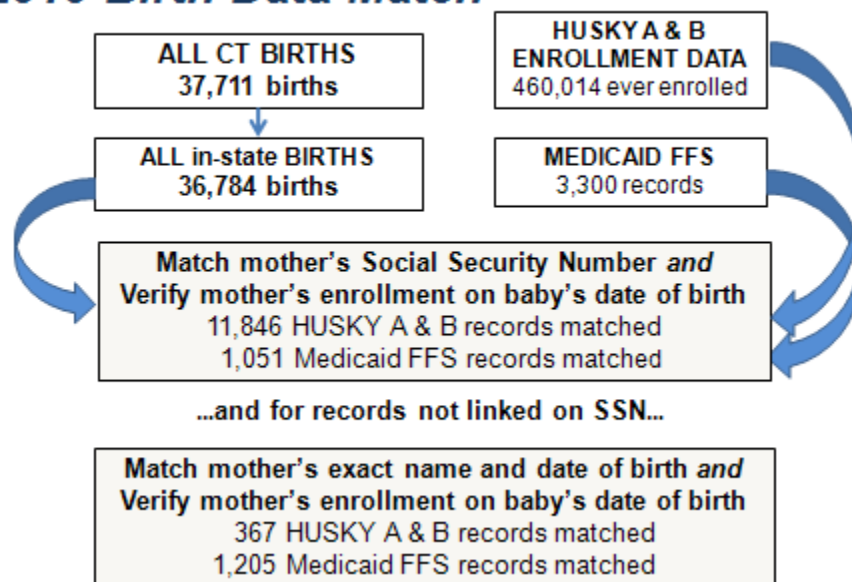 ALL CT BIRTHS
37,711 births
HUSKY A & B
ENROLLMENT DATA
460,014 ever enrolled
ALL in-state BIRTHS
36,784 births
MEDICAID FFS
3,300 records
Match mother's Social Security Number and
Verify mother's enrollment on baby's date of birth
11,846 HUSKY A & B records matched
1,051 Medicaid FFS records matched
...and for records not linked on SSN...
Match mother's exact name and date of birth and
Verify mother's enrollment on baby's date of birth
367 HUSKY A & B records matched
1,205 Medicaid FFS records matched